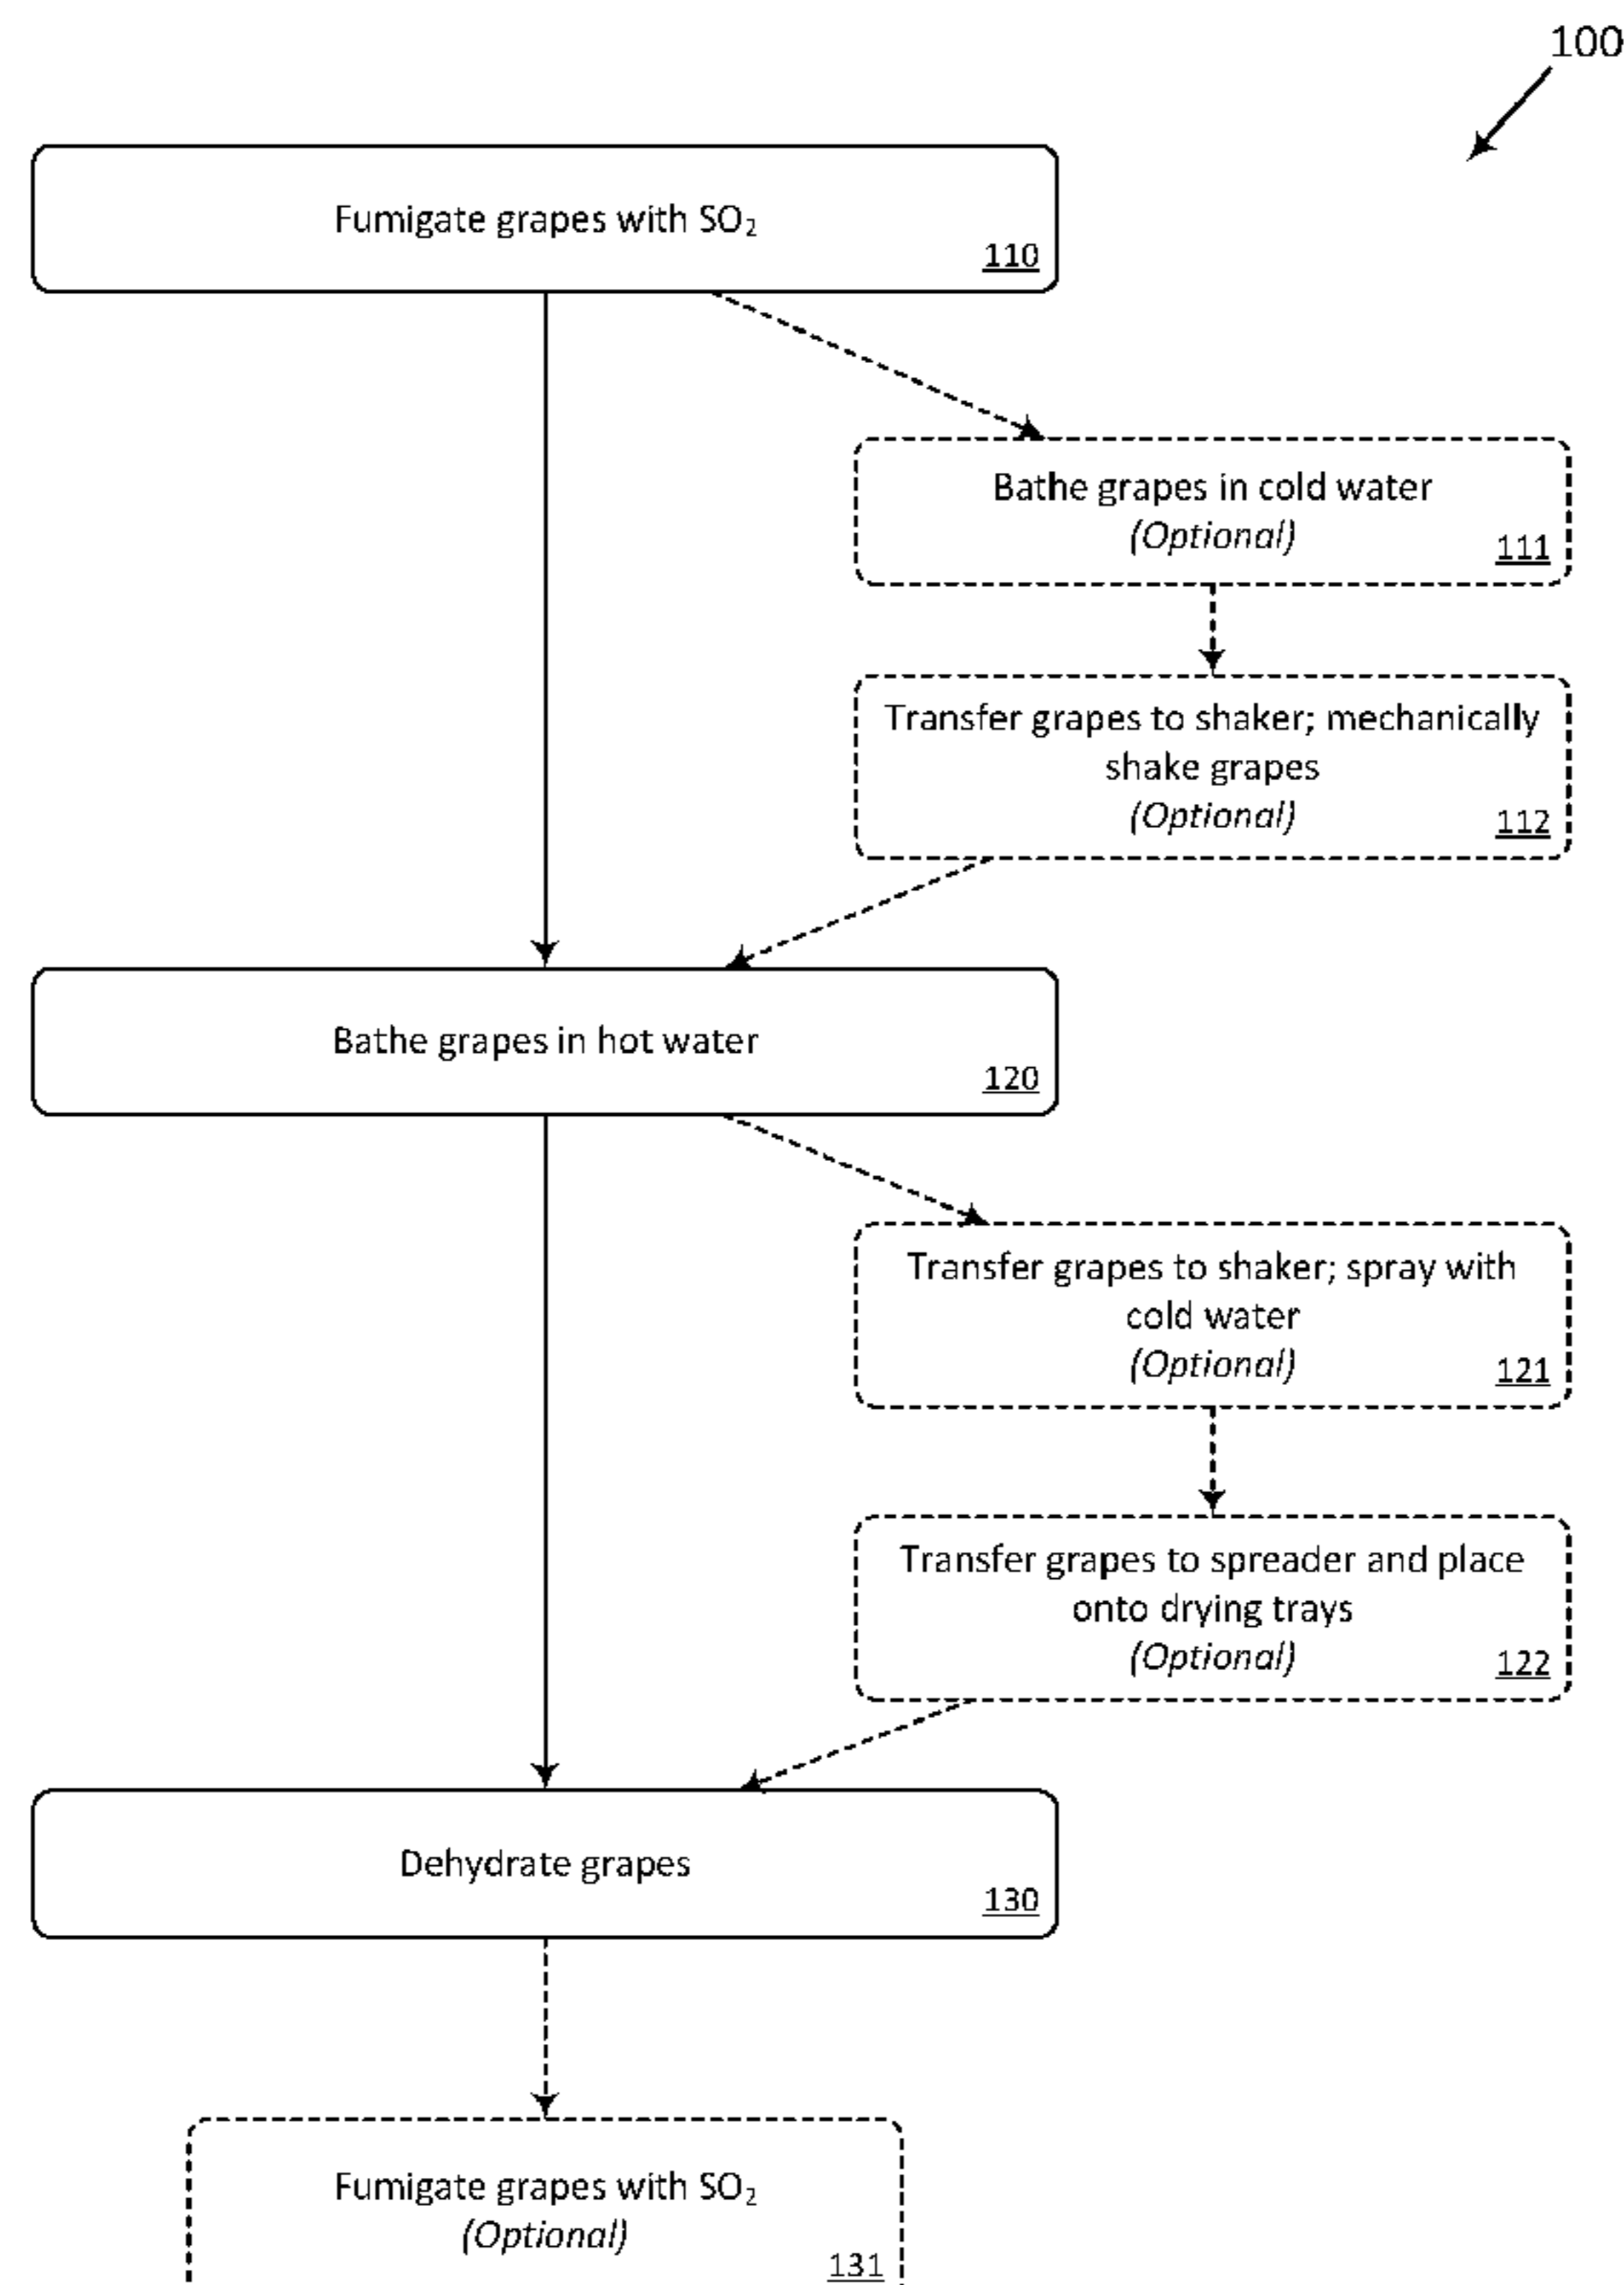 100
Fumigate grapes with SO₂
110
Bathe grapes in cold water
(Optional)
111
Transfer grapes to shaker; mechanically
shake grapes
(Optional)
112
Bathe grapes in hot water
120
Transfer grapes to shaker; spray with
cold water
(Optional)
121
Transfer grapes to spreader and place
onto drying trays
(Optional)
122
Dehydrate grapes
130
Fumigate grapes with SO₂
(Optional)
131